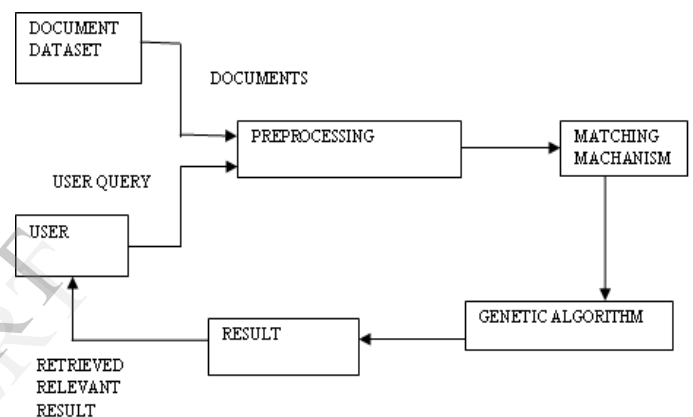 DOCUMENT
DATASET
DOCUMENTS
PREPROCESSING
MATCHING
MACHANISM
USER QUERY
USER
GENETIC ALGORITHM
RESULT
RETRIEVED
RELEVANT
RESULT